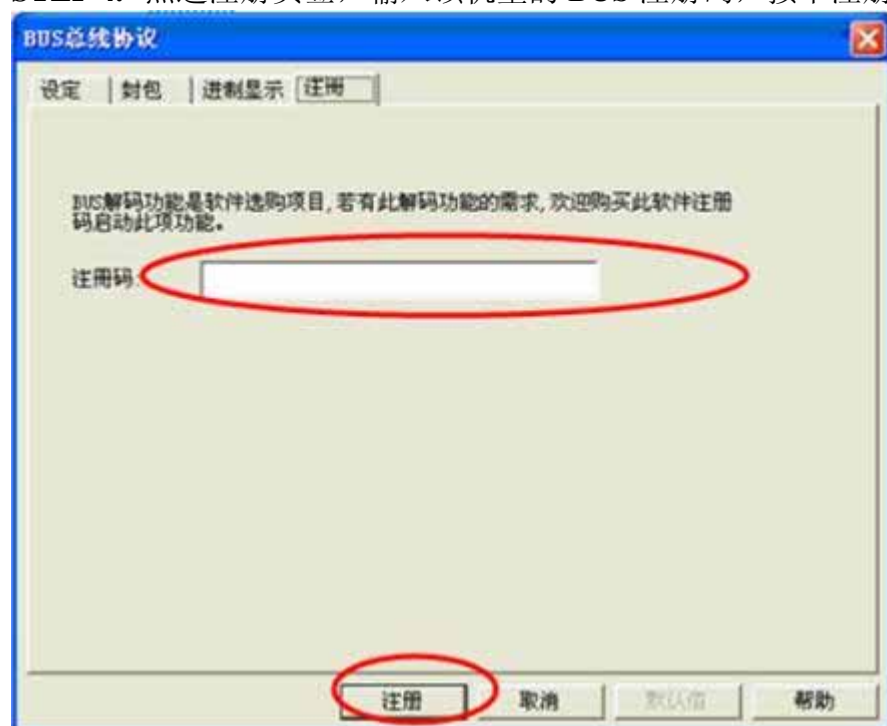 BUS总线协议
设定 封包 进制显示 注册
BUS解码功能是软件选购项目,若有此解码功能的需求,欢迎购买此软件注册
码启动此项功能。
注册码:
注册 取消 默认值 帮助